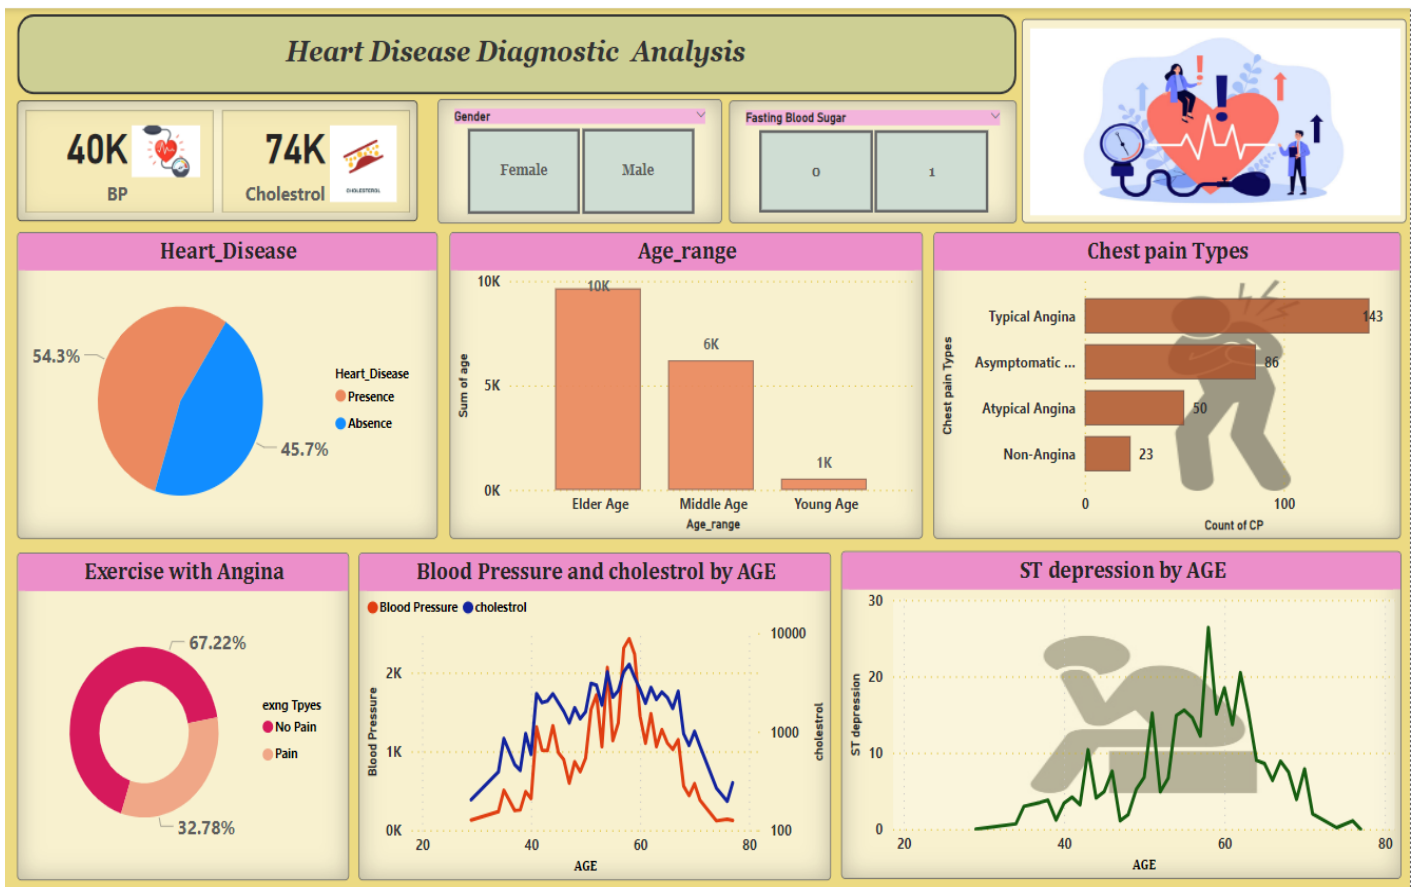 Heart Disease Diagnostic  Analysis
40K
BP
74K
Cholestrol
CHOLESTEROL
Gender
Female
Male
Fasting Blood Sugar
0
1
Heart_Disease
54.3%
45.7%
Heart_Disease
Presence
Absence
Age_range
Sum of age
10K
5K
0K
10K
6K
1K
Elder Age
Middle Age
Young Age
Age_range
Chest pain Types
Chest pain Types
Typical Angina
143
Asymptomatic ...
86
Atypical Angina
50
Non-Angina
23
0
100
Count of CP
Exercise with Angina
67.22%
32.78%
exng Tpyes
No Pain
Pain
Blood Pressure and cholestrol by AGE
Blood Pressure
cholestrol
Blood Pressure
2K
1K
0K
10000
1000
100
cholestrol
20
40
60
80
AGE
ST depression by AGE
ST depression
30
20
10
0
20
40
60
80
AGE